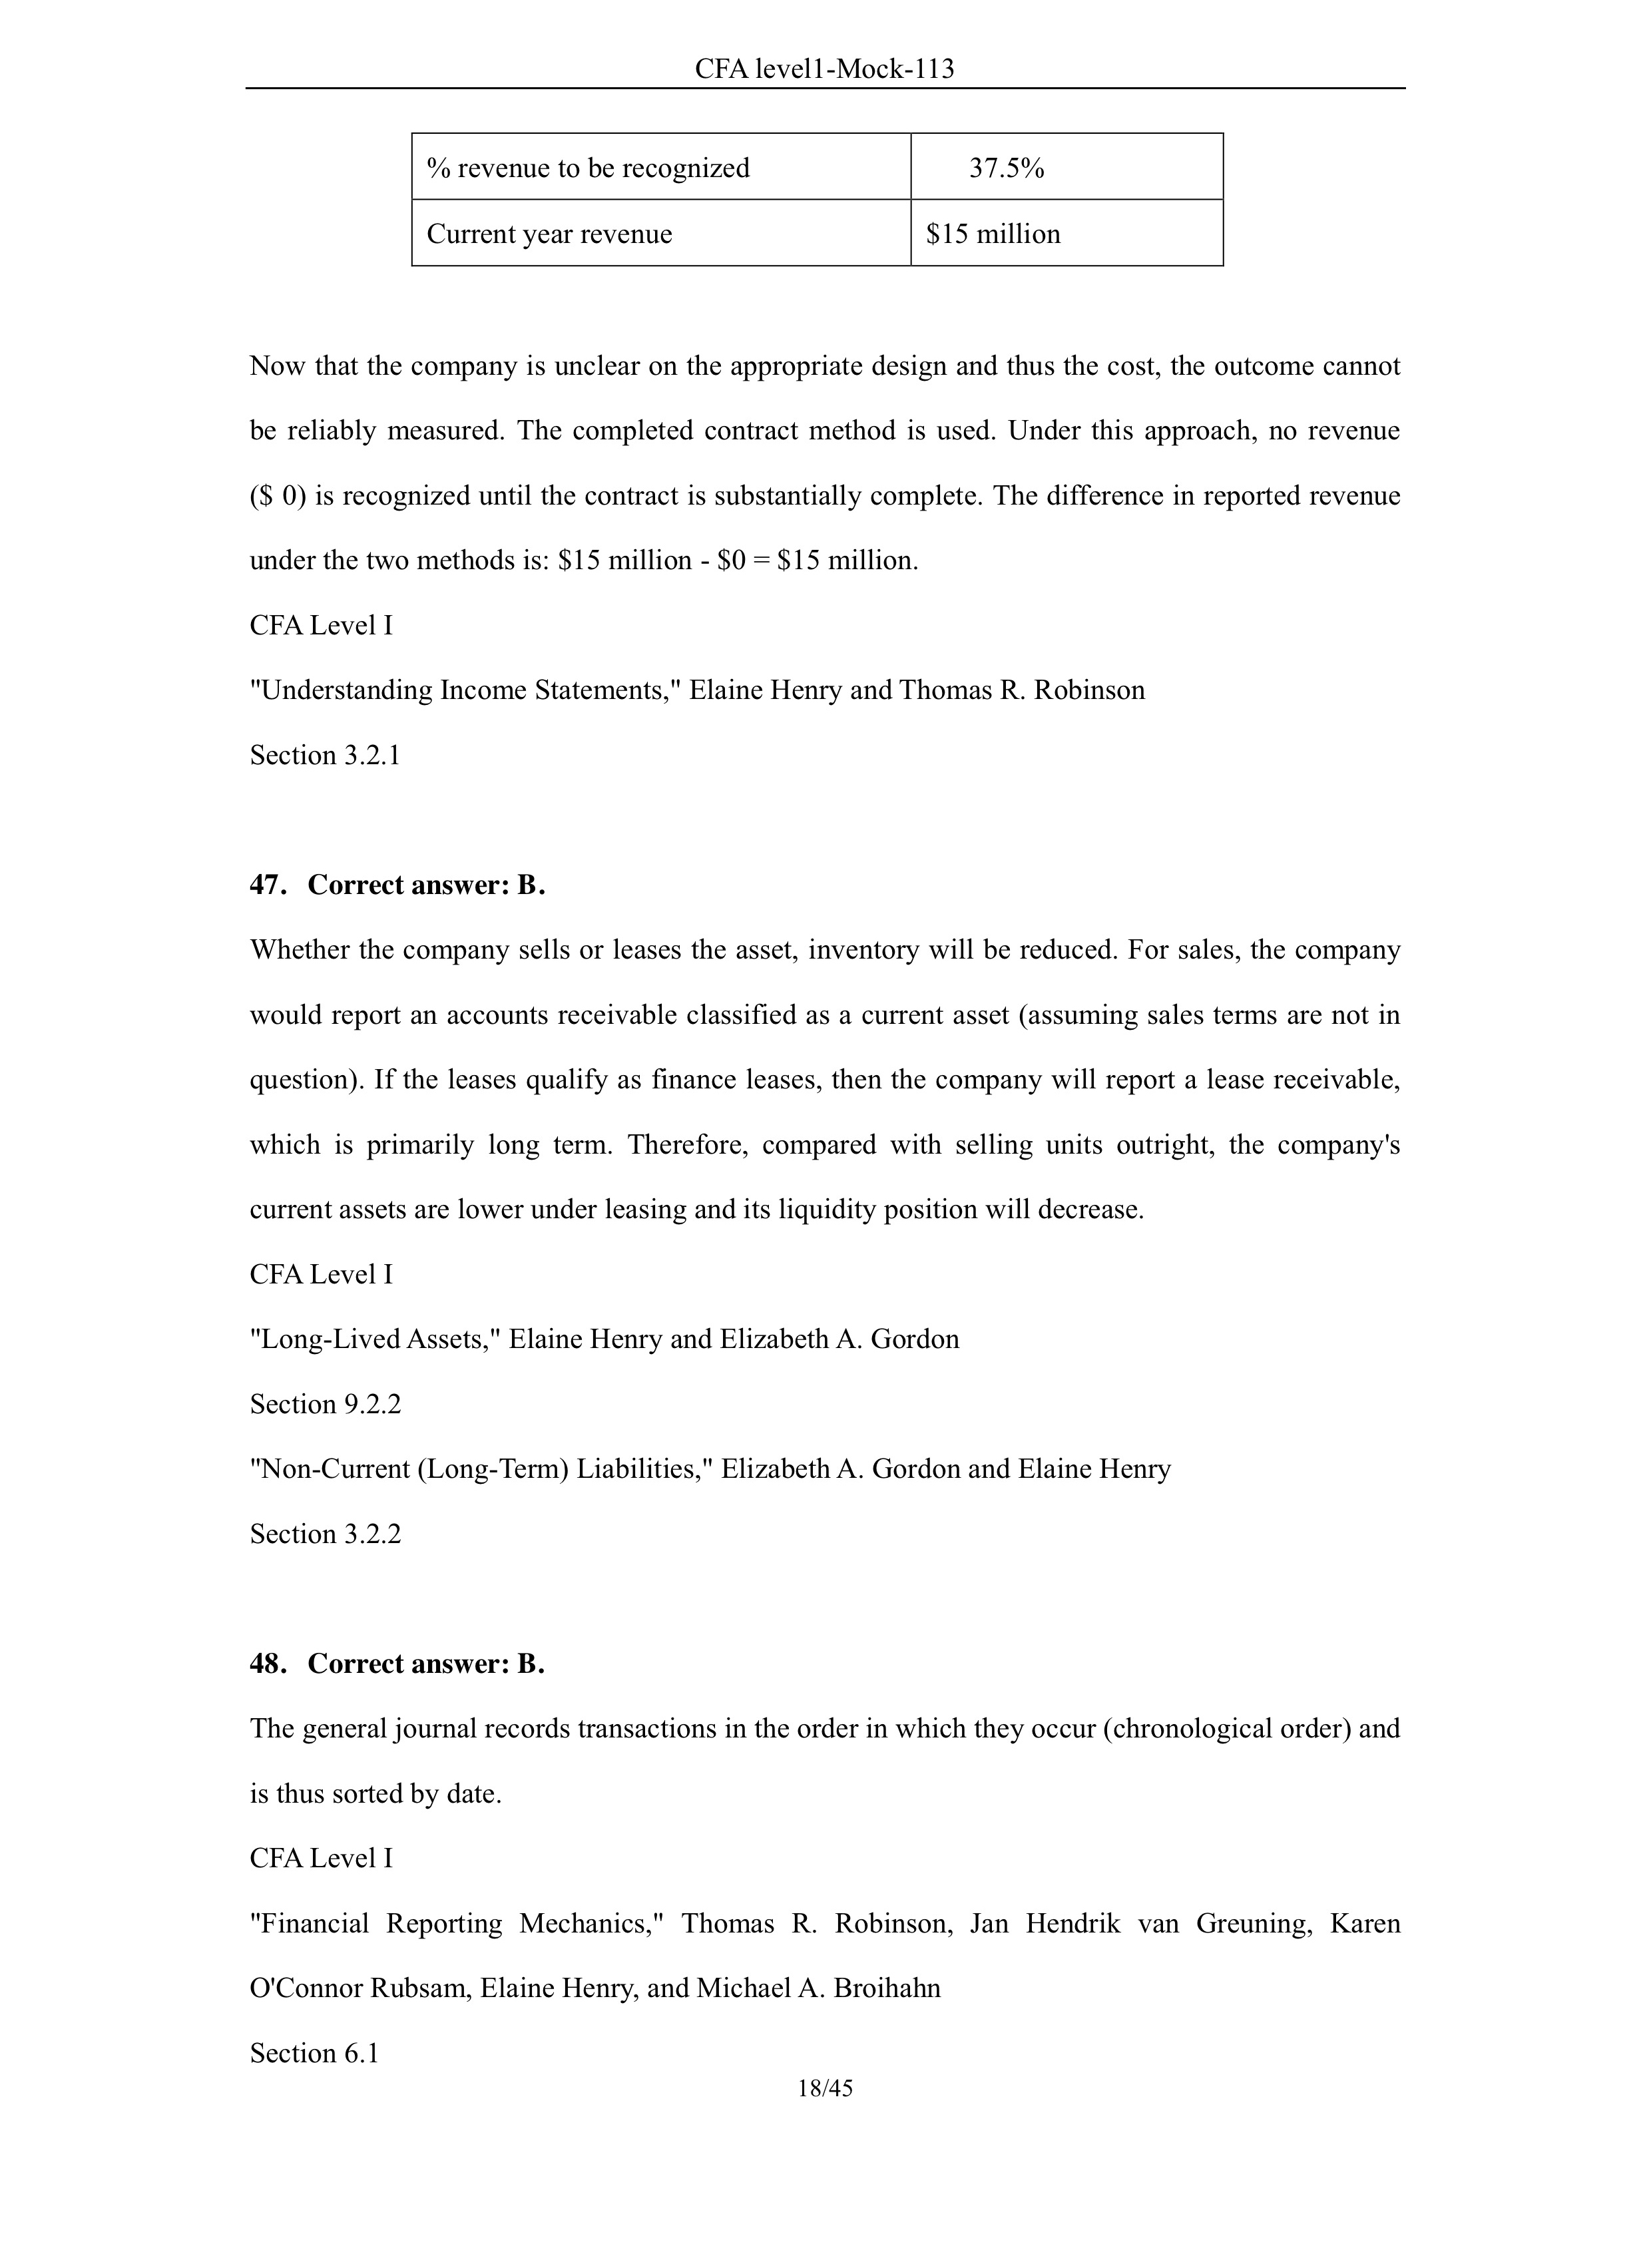 CFA level1-Mock-113
% revenue to be recognized 37.5%
Current year revenue $15 million
Now that the company is unclear on the appropriate design and thus the cost, the outcome cannot
be reliably measured. The completed contract method is used. Under this approach, no revenue
($ 0) is recognized until the contract is substantially complete. The difference in reported revenue
under the two methods is: $15 million - $0 = $15 million.
CFA Level I
"Understanding Income Statements," Elaine Henry and Thomas R. Robinson
Section 3.2.1
47. Correct answer: B.
Whether the company sells or leases the asset, inventory will be reduced. For sales, the company
would report an accounts receivable classified as a current asset (assuming sales terms are not in
question). If the leases qualify as finance leases, then the company will report a lease receivable,
which is primarily long term. Therefore, compared with selling units outright, the company's
current assets are lower under leasing and its liquidity position will decrease.
CFA Level I
"Long-Lived Assets," Elaine Henry and Elizabeth A. Gordon
Section 9.2.2
"Non-Current (Long-Term) Liabilities," Elizabeth A. Gordon and Elaine Henry
Section 3.2.2
48. Correct answer: B.
The general journal records transactions in the order in which they occur (chronological order) and
is thus sorted by date.
CFA Level I
"Financial Reporting Mechanics," Thomas R. Robinson, Jan Hendrik van Greuning, Karen
O'Connor Rubsam, Elaine Henry, and Michael A. Broihahn
Section 6.1
18/45